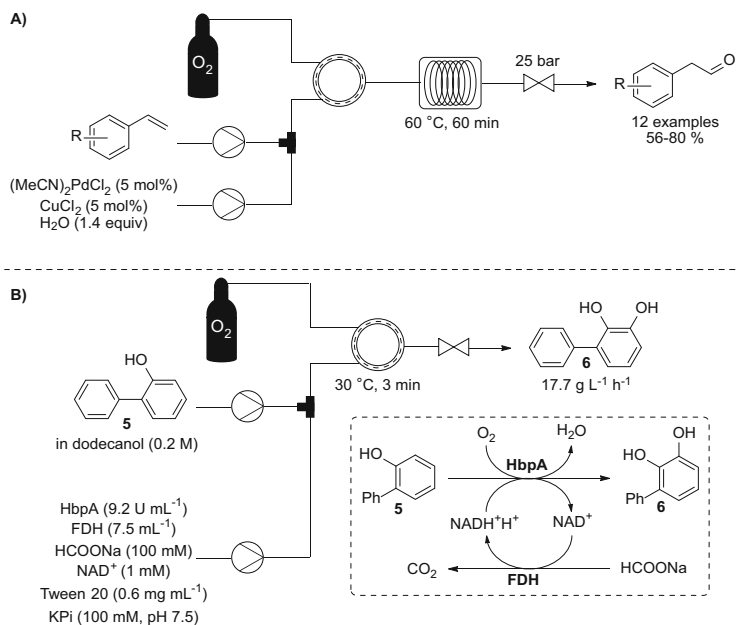 A)
O2
25 bar
R
60 °C, 60 min
R
O
12 examples
56-80 %
(MeCN)2PdCl2 (5 mol%)
CuCl2 (5 mol%)
H2O (1.4 equiv)
B)
O2
HO
5
in dodecanol (0.2 M)
30 °C, 3 min
HO OH
6
17.7 g L-1 h-1
HbpA (9.2 U mL-1)
FDH (7.5 mL-1)
HCOONa (100 mM)
NAD+ (1 mM)
Tween 20 (0.6 mg mL-1)
KPi (100 mM, pH 7.5)
O2 H2O
HO
Ph
5
HbpA
OH
HO
Ph
6
NADH+H+ NAD+
CO2 FDH HCOONa